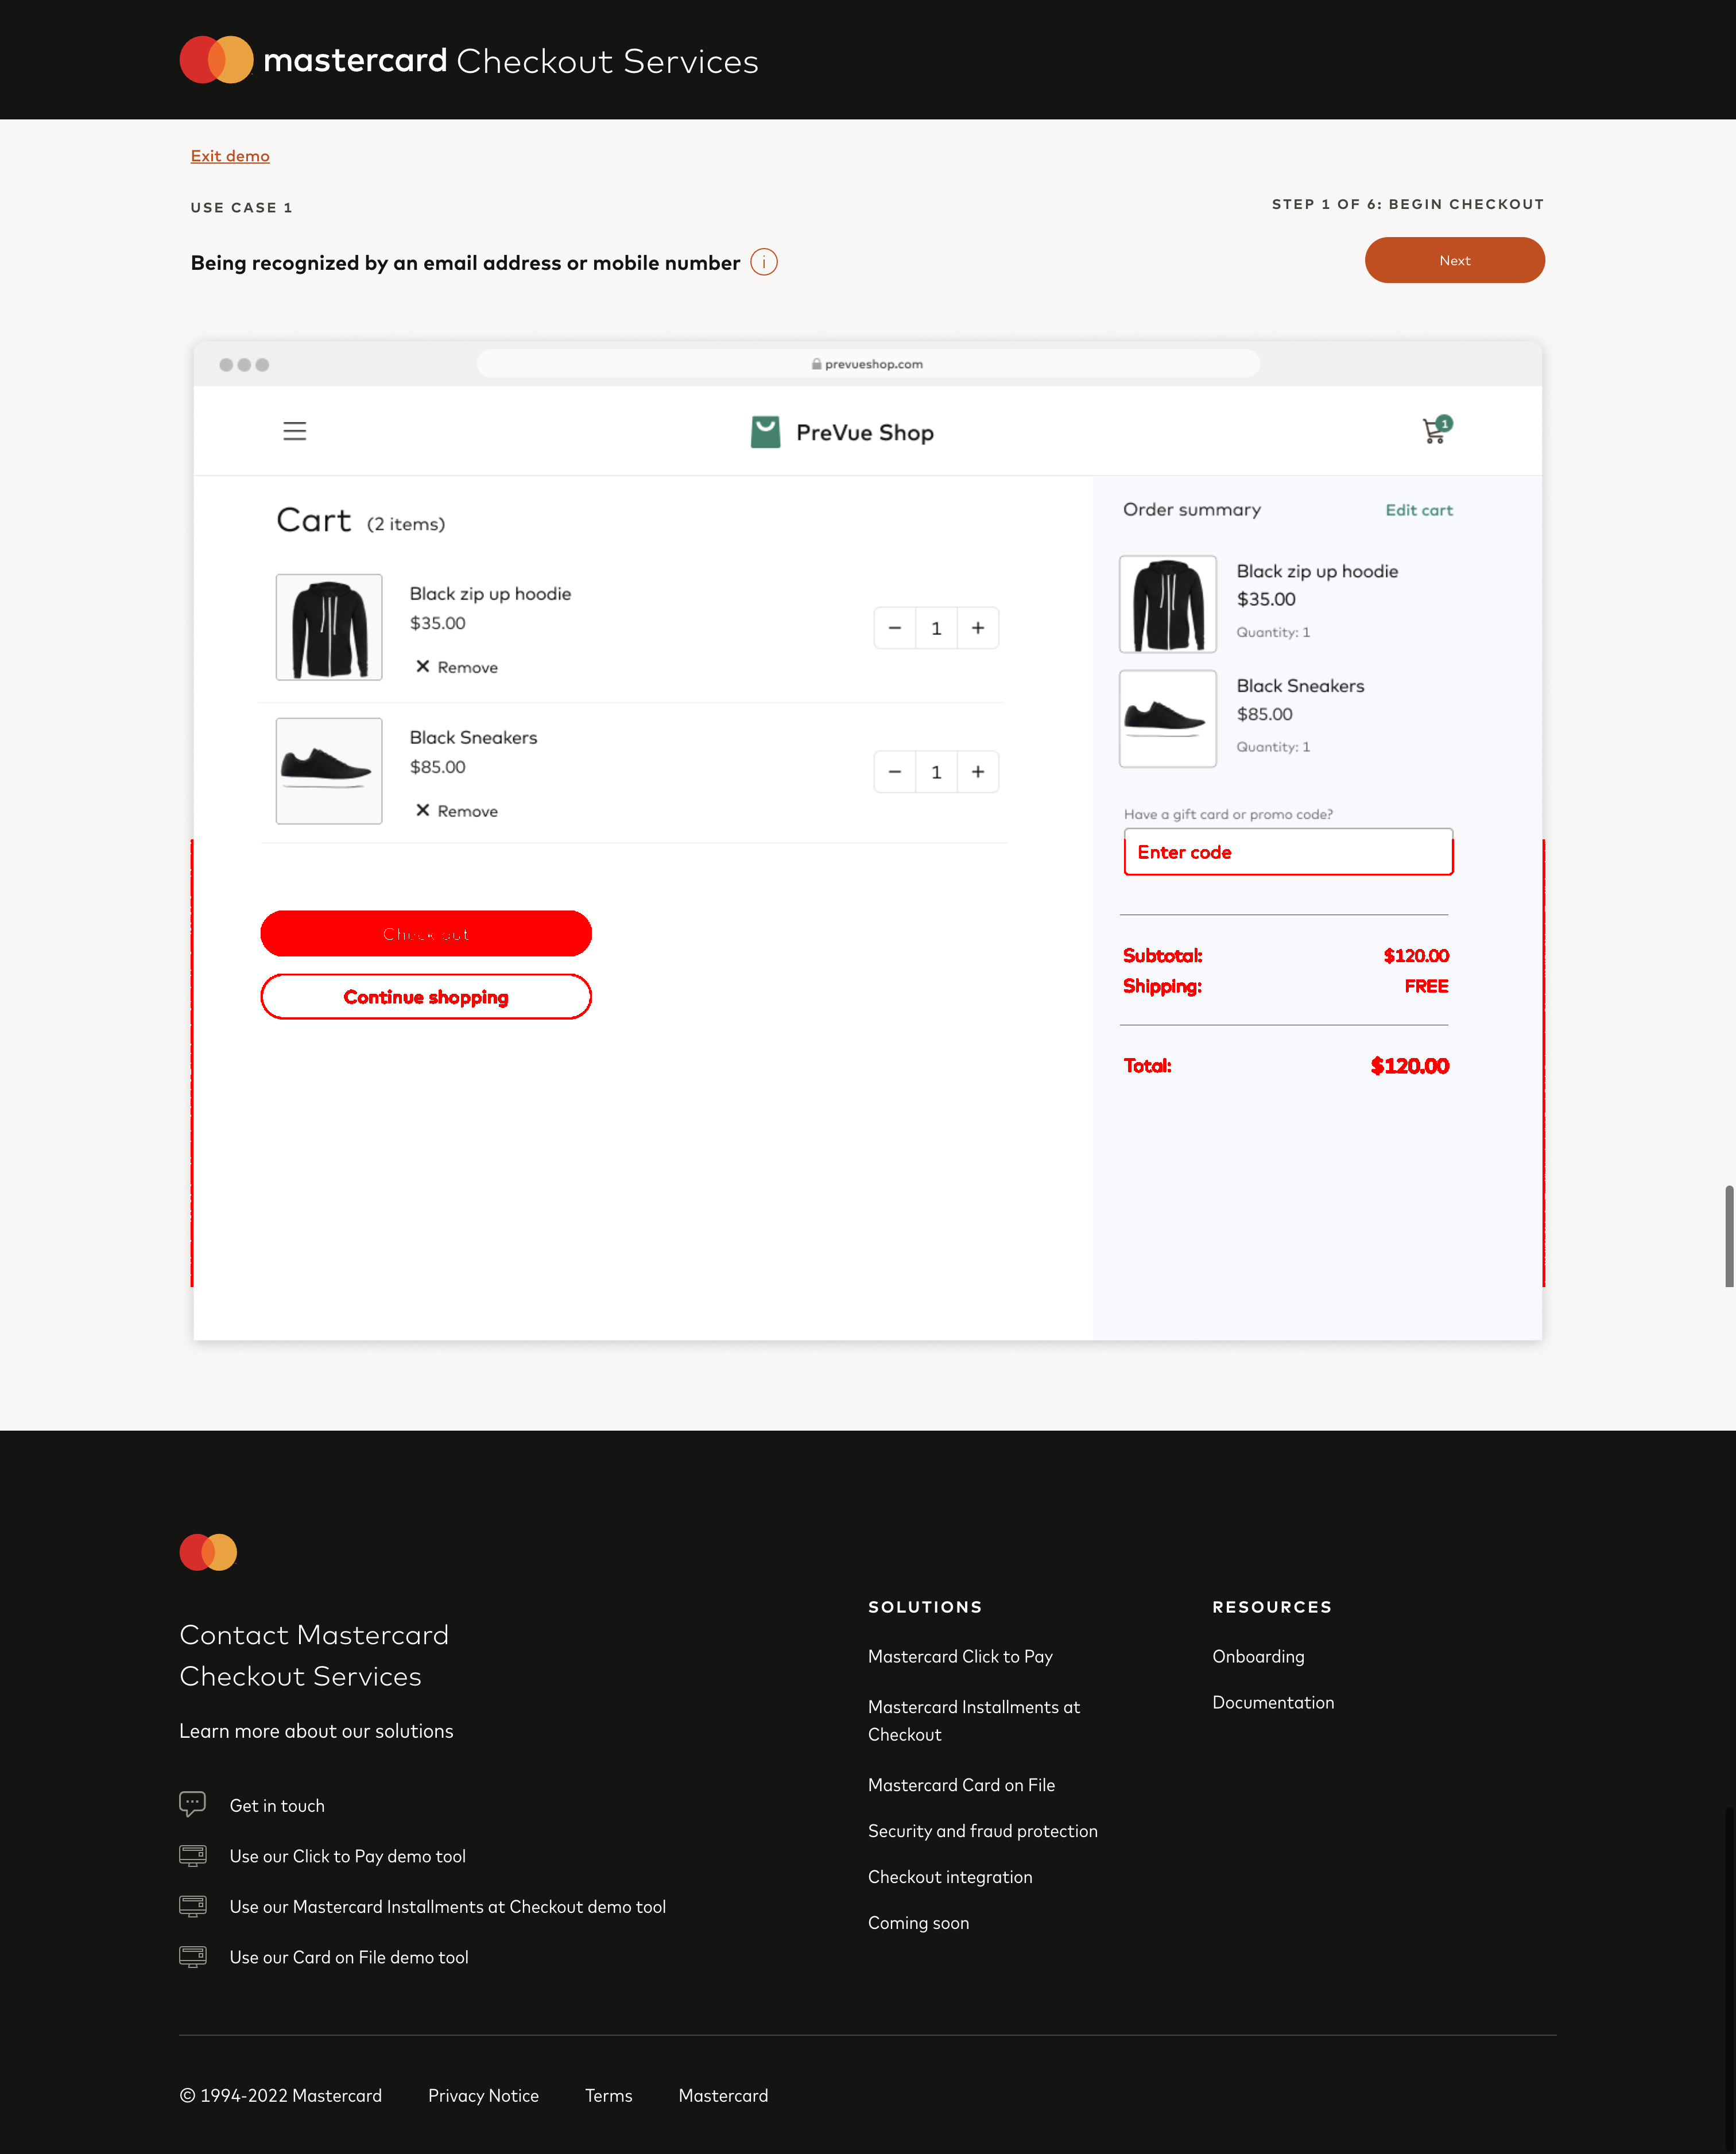 mastercard Checkout Services
Exit demo
USE CASE 1
STEP 1 OF 6: BEGIN CHECKOUT
Being recognized by an email address or mobile number i
Next
prevueshop.com
PreVue Shop
1
Cart (2 items)
Black zip up hoodie
$35.00
Remove
1
Black Sneakers
$85.00
Remove
1
Check out
Continue shopping
Order summary
Edit cart
Black zip up hoodie
$35.00
Quantity: 1
Black Sneakers
$85.00
Quantity: 1
Have a gift card or promo code?
Enter code
Subtotal: $120.00
Shipping: FREE
Total: $120.00
Contact Mastercard
Checkout Services
Learn more about our solutions
Get in touch
Use our Click to Pay demo tool
Use our Mastercard Installments at Checkout demo tool
Use our Card on File demo tool
SOLUTIONS
Mastercard Click to Pay
Mastercard Installments at
Checkout
Mastercard Card on File
Security and fraud protection
Checkout integration
Coming soon
RESOURCES
Onboarding
Documentation
© 1994-2022 Mastercard Privacy Notice Terms Mastercard